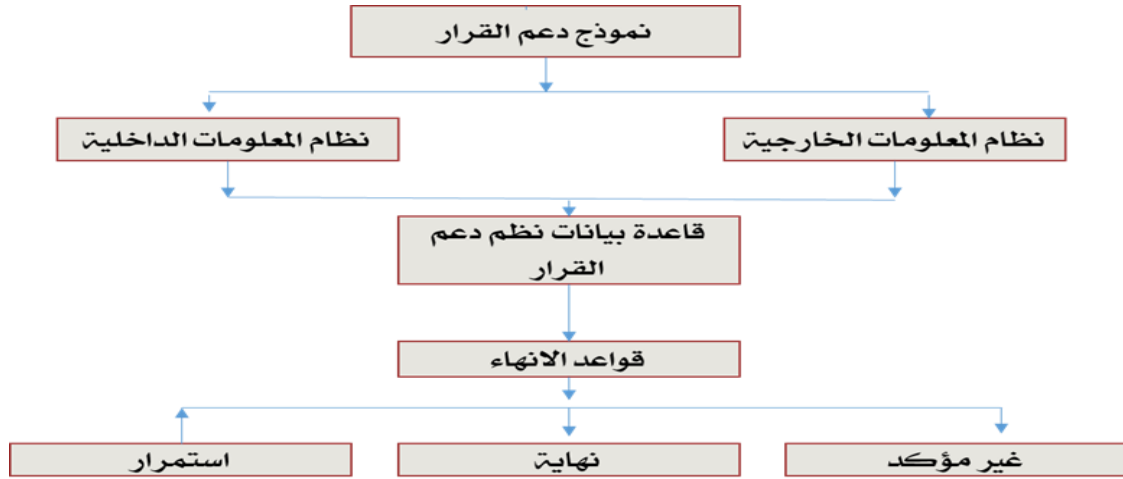 نموذج دعم القرار
نظام المعلومات الخارجية
نظام المعلومات الداخلية
قاعدة بيانات نظم دعم
القرار
قواعد الانهاء
غير مؤكد
نهاية
استمرار